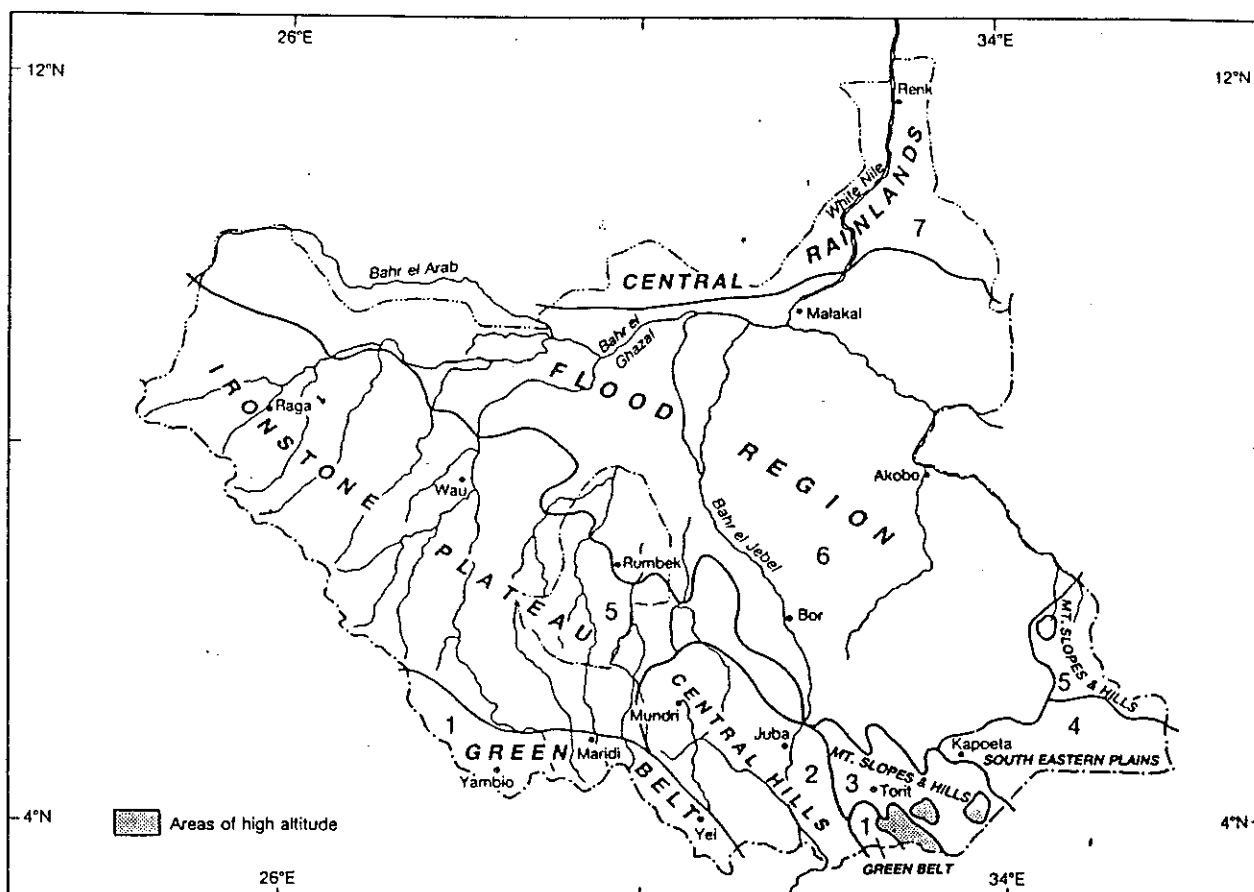 26°E
34°E
12°N
12°N
Renk
White Nile
CENTRAL RAINLANDS
7
Bahr el Arab
Malakal
Bahr el Ghazal
FLOOD REGION
IRONSTONE PLATEAU
Raga
Akobo
Wau
Bahr el Jebel
6
Rumbek
5
Bor
MT. SLOPES & HILLS
5
CENTRAL HILLS
Mundri
1
4
GREEN BELT
Maridi
Juba
2
MT. SLOPES & HILLS
Kapoeta
SOUTH EASTERN PLAINS
3
Torit
Yambio
Yei
4°N
Areas of high altitude
1
4°N
GREEN BELT
26°E
34°E